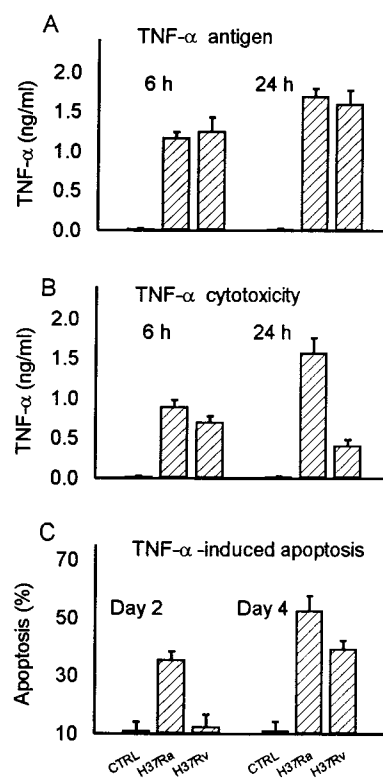 A TNF-α antigen
TNF-α (ng/ml)
2.0
1.5
1.0
0.5
0.0
6 h 24 h
B TNF-α cytotoxicity
TNF-α (ng/ml)
2.0
1.5
1.0
0.5
0.0
6 h 24 h
C TNF-α -induced apoptosis
Apoptosis (%)
70
50
30
10
Day 2 Day 4
CTRL H37Ra H37Rv CTRL H37Ra H37Rv